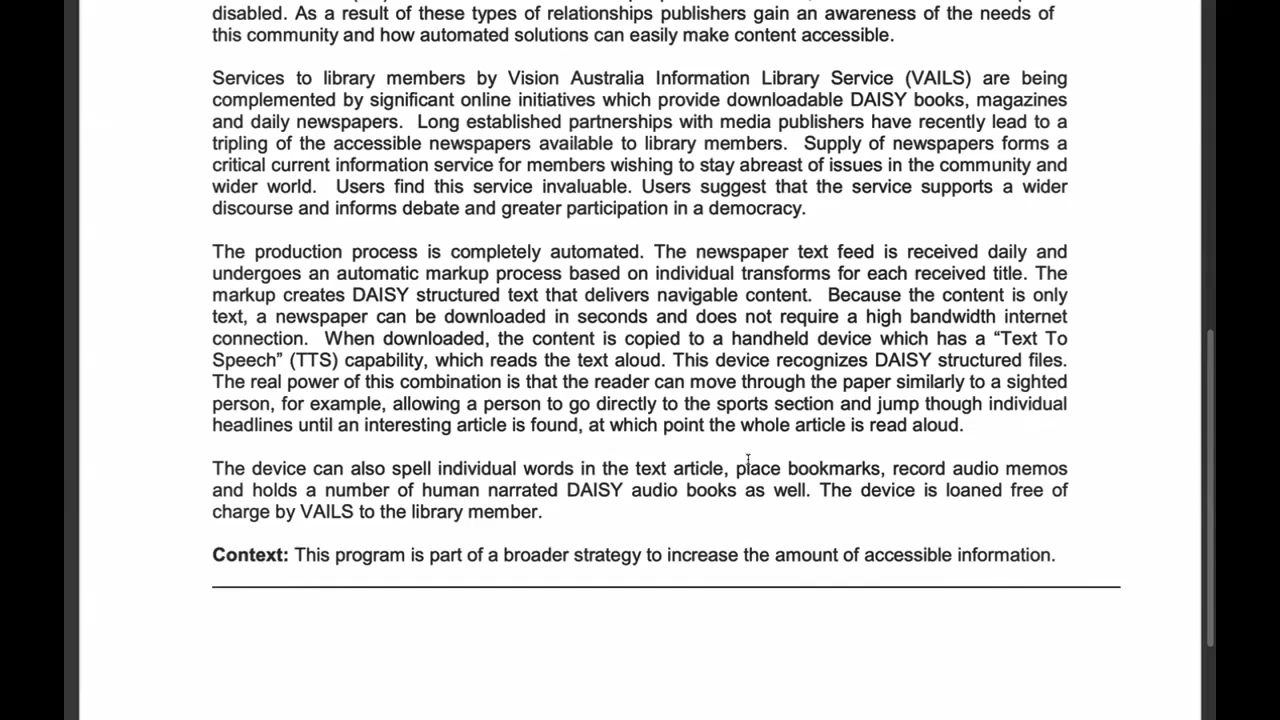 disabled. As a result of these types of relationships publishers gain an awareness of the needs of
this community and how automated solutions can easily make content accessible.
Services to library members by Vision Australia Information Library Service (VAILS) are being
complemented by significant online initiatives which provide downloadable DAISY books, magazines
and daily newspapers. Long established partnerships with media publishers have recently lead to a
tripling of the accessible newspapers available to library members. Supply of newspapers forms a
critical current information service for members wishing to stay abreast of issues in the community and
wider world. Users find this service invaluable. Users suggest that the service supports a wider
discourse and informs debate and greater participation in a democracy.
The production process is completely automated. The newspaper text feed is received daily and
undergoes an automatic markup process based on individual transforms for each received title. The
markup creates DAISY structured text that delivers navigable content. Because the content is only
text, a newspaper can be downloaded in seconds and does not require a high bandwidth internet
connection. When downloaded, the content is copied to a handheld device which has a “Text To
Speech” (TTS) capability, which reads the text aloud. This device recognizes DAISY structured files.
The real power of this combination is that the reader can move through the paper similarly to a sighted
person, for example, allowing a person to go directly to the sports section and jump though individual
headlines until an interesting article is found, at which point the whole article is read aloud.
The device can also spell individual words in the text article, place bookmarks, record audio memos
and holds a number of human narrated DAISY audio books as well. The device is loaned free of
charge by VAILS to the library member.
Context: This program is part of a broader strategy to increase the amount of accessible information.